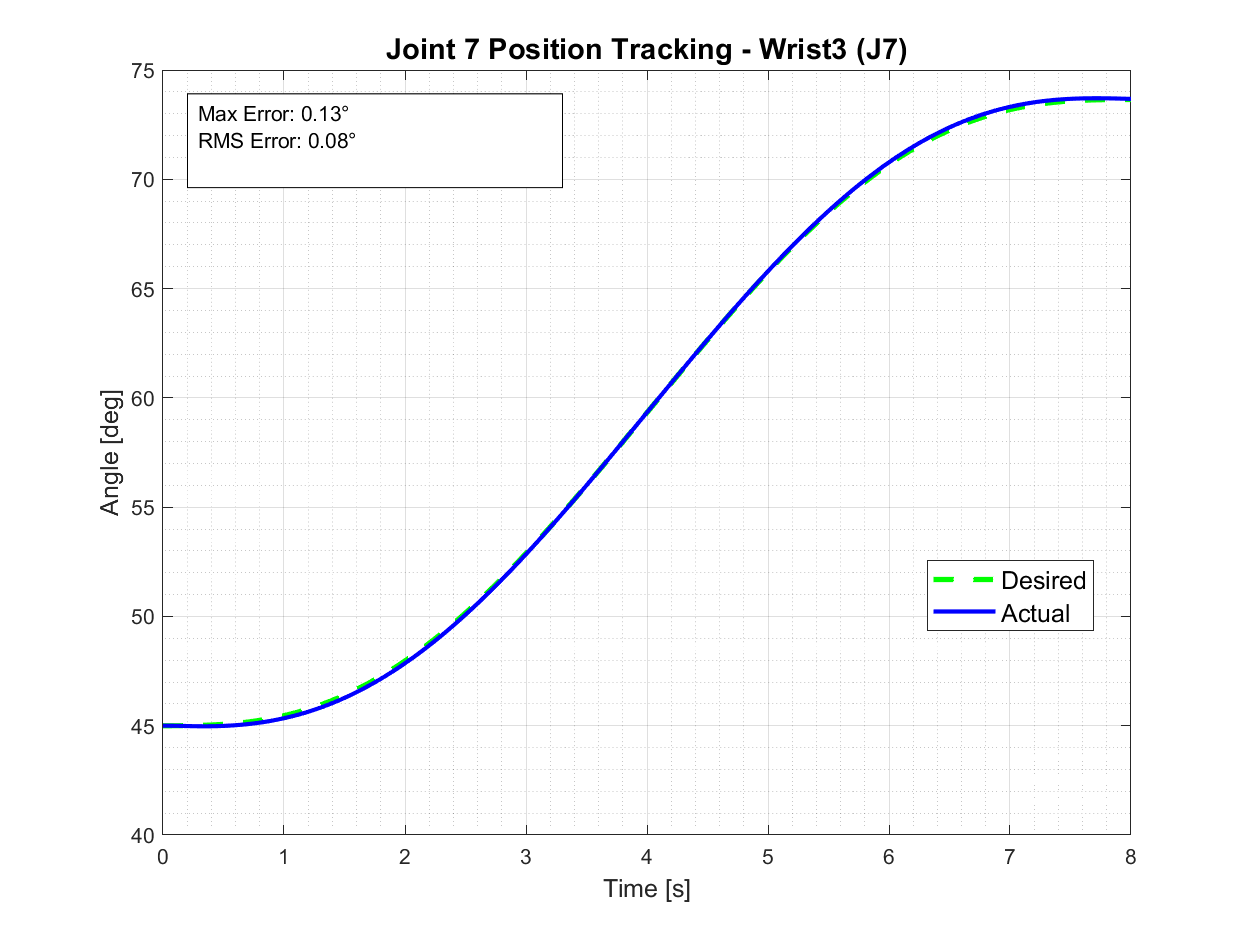 Joint 7 Position Tracking - Wrist3 (J7)
Max Error: 0.13°
RMS Error: 0.08°
75
70
65
60
55
50
45
40
Angle [deg]
Desired
Actual
0 1 2 3 4 5 6 7 8
Time [s]